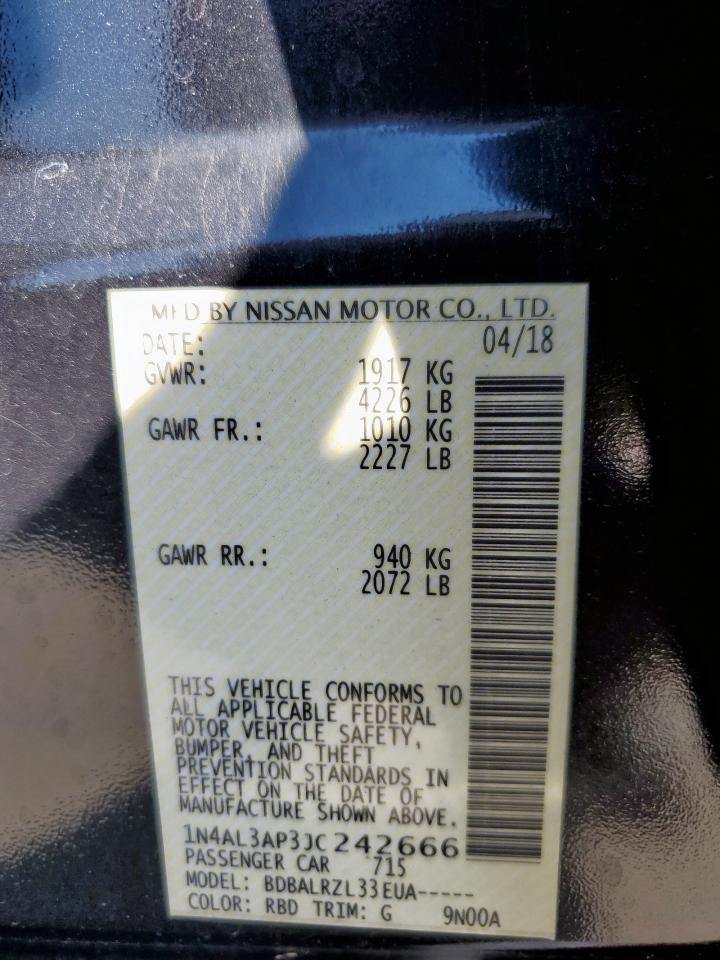 MFD BY NISSAN MOTOR CO., LTD.
DATE: 04/18
GVWR: 1917 KG
4226 LB
GAWR FR.: 1010 KG
2227 LB
GAWR RR.: 940 KG
2072 LB
THIS VEHICLE CONFORMS TO
ALL APPLICABLE FEDERAL
MOTOR VEHICLE SAFETY,
BUMPER, AND THEFT
PREVENTION STANDARDS IN
EFFECT ON THE DATE OF
MANUFACTURE SHOWN ABOVE.
1N4AL3AP3JC242666
PASSENGER CAR 715
MODEL: BDBALRZL33EUA-----
COLOR: RBD TRIM: G 9N00A